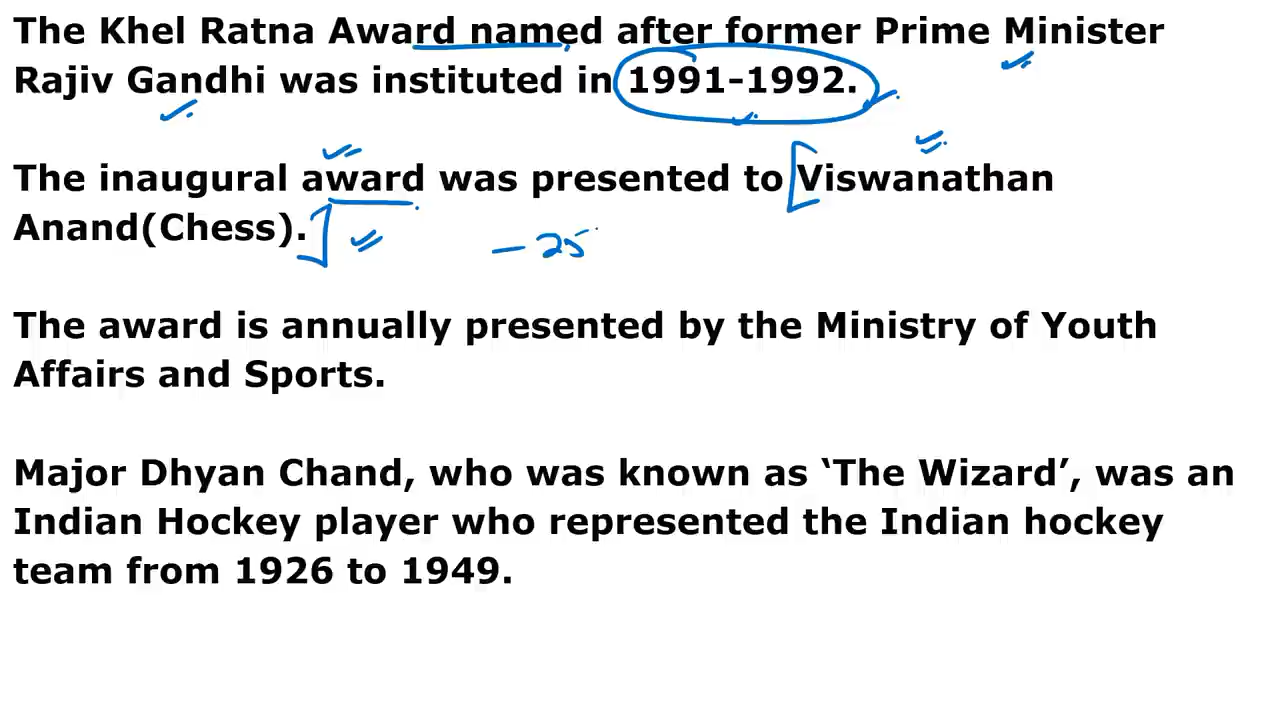 The Khel Ratna Award named after former Prime Minister
Rajiv Gandhi was instituted in 1991-1992.
The inaugural award was presented to Viswanathan
Anand(Chess).
- 25
The award is annually presented by the Ministry of Youth
Affairs and Sports.
Major Dhyan Chand, who was known as ‘The Wizard’, was an
Indian Hockey player who represented the Indian hockey
team from 1926 to 1949.